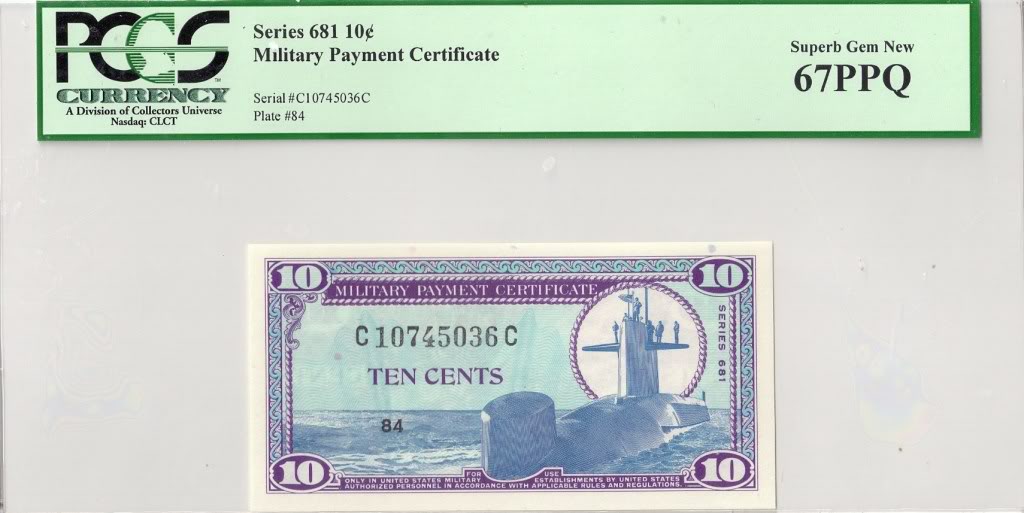 PCGS
CURRENCY
A Division of Collectors Universe
Nasdaq: CLCT
Series 681 10¢
Military Payment Certificate
Serial #C10745036C
Plate #84
Superb Gem New
67PPQ
10
10
MILITARY PAYMENT CERTIFICATE
SERIES 681
C10745036C
TEN CENTS
84
10
10
FOR USE
ONLY IN UNITED STATES MILITARY ESTABLISHMENTS BY UNITED STATES
AUTHORIZED PERSONNEL IN ACCORDANCE WITH APPLICABLE RULES AND REGULATIONS.